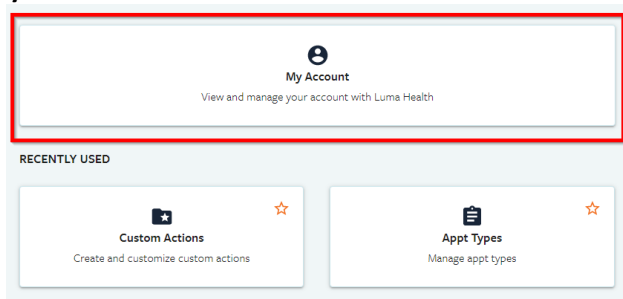 My Account
View and manage your account with Luma Health
RECENTLY USED
Custom Actions
Create and customize custom actions
Appt Types
Manage appt types